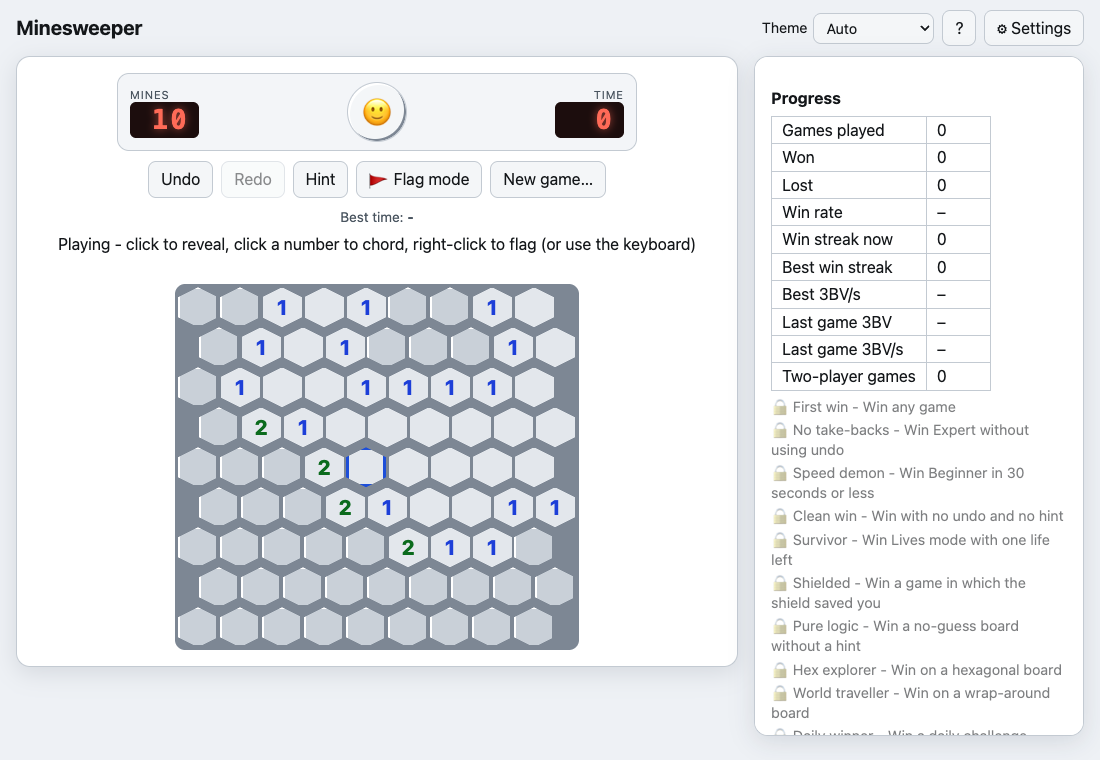 Minesweeper
Theme Auto ? ⚙ Settings
MINES
10
🙂
TIME
0
Undo Redo Hint 🚩 Flag mode New game...
Best time: -
Playing - click to reveal, click a number to chord, right-click to flag (or use the keyboard)
1 1 1
1 1 1
1 1 1 1 1
2 1
2
2 1 1 1
2 1 1
Progress
Games played 0
Won 0
Lost 0
Win rate –
Win streak now 0
Best win streak 0
Best 3BV/s –
Last game 3BV –
Last game 3BV/s –
Two-player games 0
🔒 First win - Win any game
🔒 No take-backs - Win Expert without
using undo
🔒 Speed demon - Win Beginner in 30
seconds or less
🔒 Clean win - Win with no undo and no hint
🔒 Survivor - Win Lives mode with one life
left
🔒 Shielded - Win a game in which the
shield saved you
🔒 Pure logic - Win a no-guess board
without a hint
🔒 Hex explorer - Win on a hexagonal board
🔒 World traveller - Win on a wrap-around
board
🔒 Daily winner - Win a daily challenge